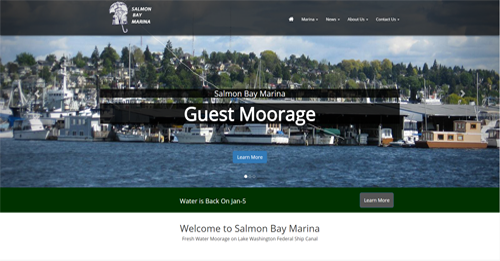 SALMON
BAY
MARINA
Marina
News
About Us
Contact Us
Salmon Bay Marina
Guest Moorage
Learn More
Water is Back On Jan-5
Learn More
Welcome to Salmon Bay Marina
Fresh Water Moorage on Lake Washington Federal Ship Canal